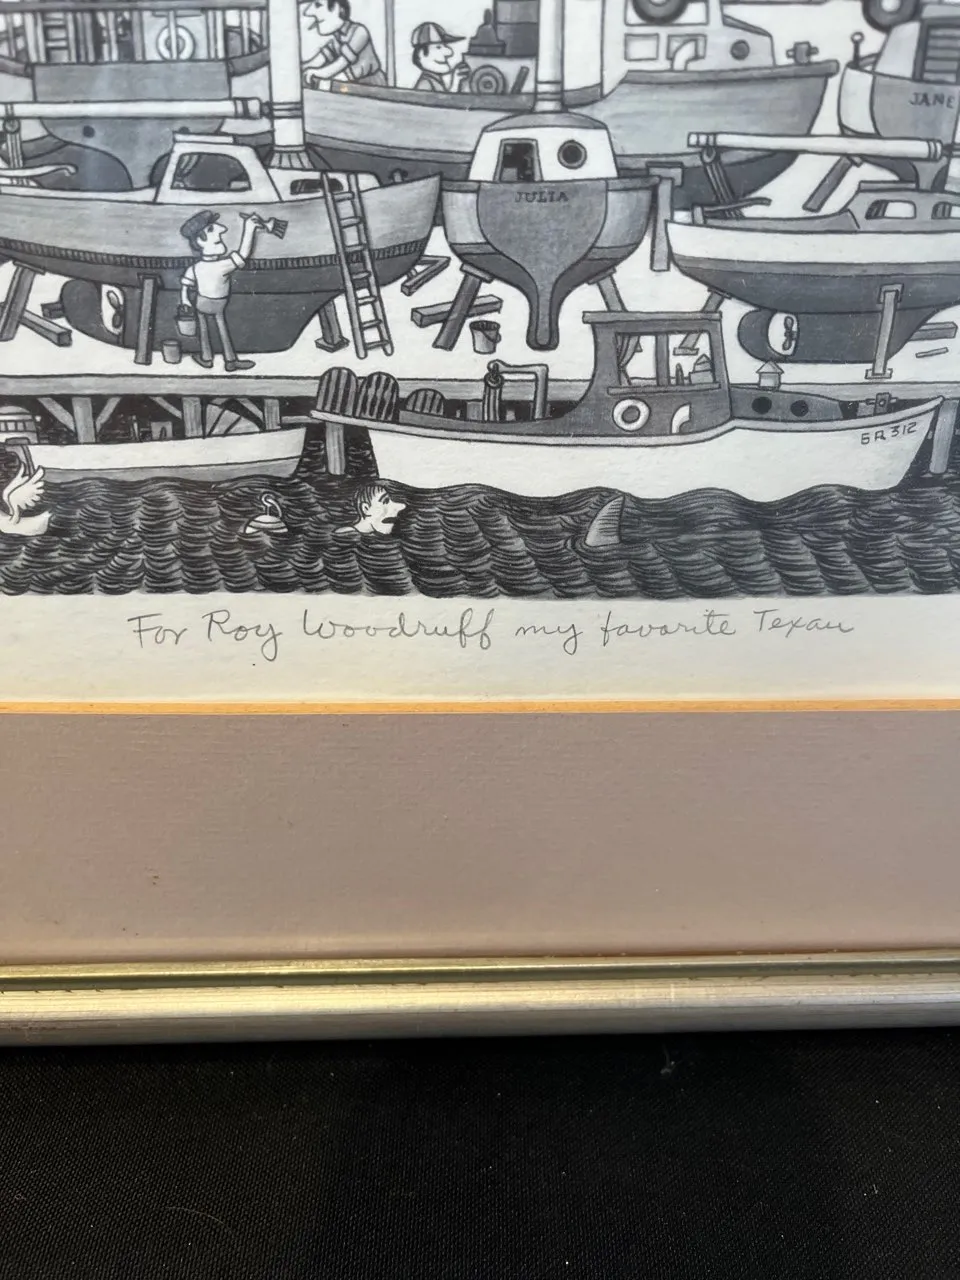 JANE
JULIA
GR 312
For Roy Woodruff my favorite Texan